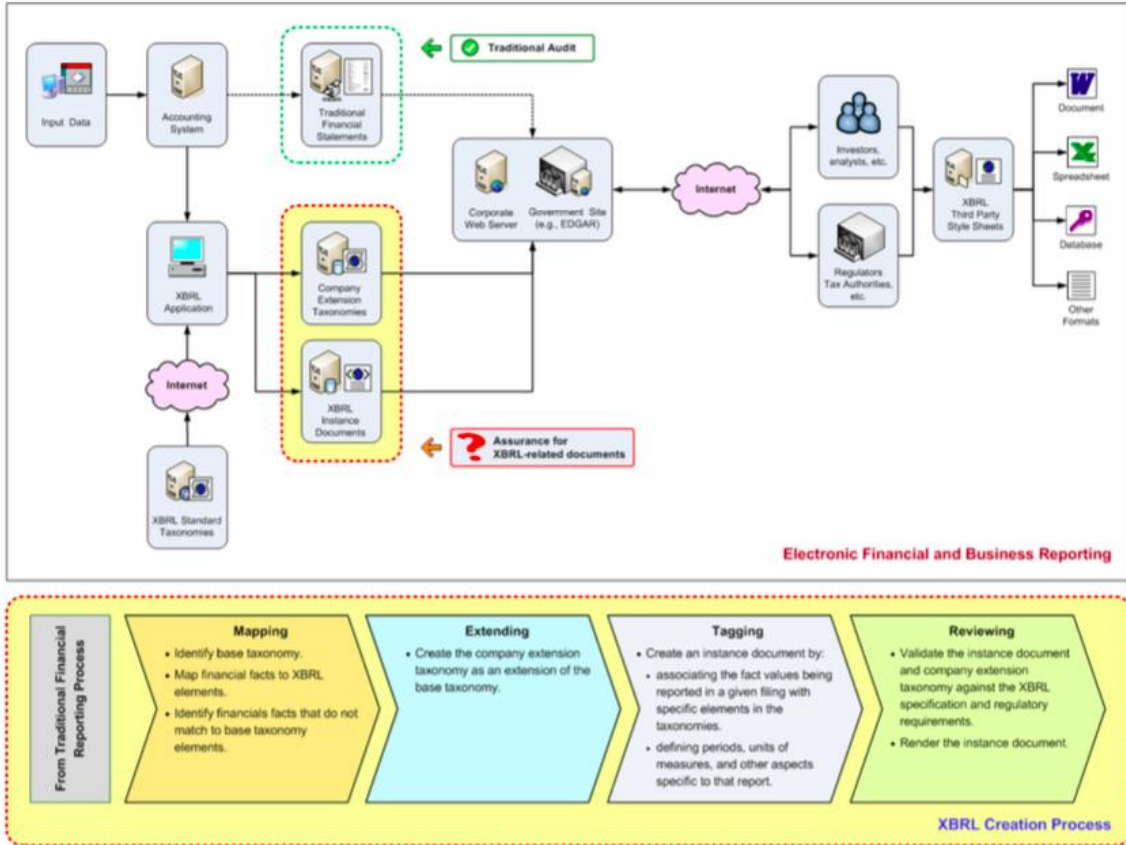 Traditional Audit
Input Data
Accounting
System
Traditional
Financial
Statements
Document
Investors,
analysts, etc.
Internet
Corporate
Web Server
Government Site
(e.g., EDGAR)
XBRL
Third Party
Style Sheets
Spreadsheet
Database
XBRL
Application
Company
Extension
Taxonomies
Regulators
Tax Authorities,
etc.
Other
Formats
Internet
XBRL
Instance
Documents
Assurance for
XBRL-related documents
XBRL Standard
Taxonomies
Electronic Financial and Business Reporting
From Traditional Financial
Reporting Process
Mapping
• Identify base taxonomy.
• Map financial facts to XBRL
elements.
• Identify financials facts that do not
match to base taxonomy
elements.
Extending
• Create the company extension
taxonomy as an extension of the
base taxonomy.
Tagging
• Create an instance document by:
• associating the fact values being
reported in a given filing with
specific elements in the
taxonomies.
• defining periods, units of
measures, and other aspects
specific to that report.
Reviewing
• Validate the instance document
and company extension
taxonomy against the XBRL
specification and regulatory
requirements.
• Render the instance document
XBRL Creation Process